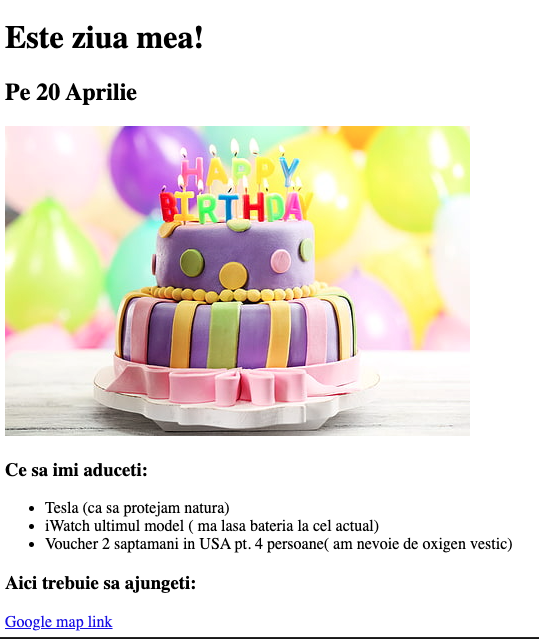 Este ziua mea!
Pe 20 Aprilie
HAPPY
BIRTHDAY
Ce sa imi aduceti:
Tesla (ca sa protejam natura)
iWatch ultimul model ( ma lasa bateria la cel actual)
Voucher 2 saptamani in USA pt. 4 persoane( am nevoie de oxigen vestic)
Aici trebuie sa ajungeti:
Google map link